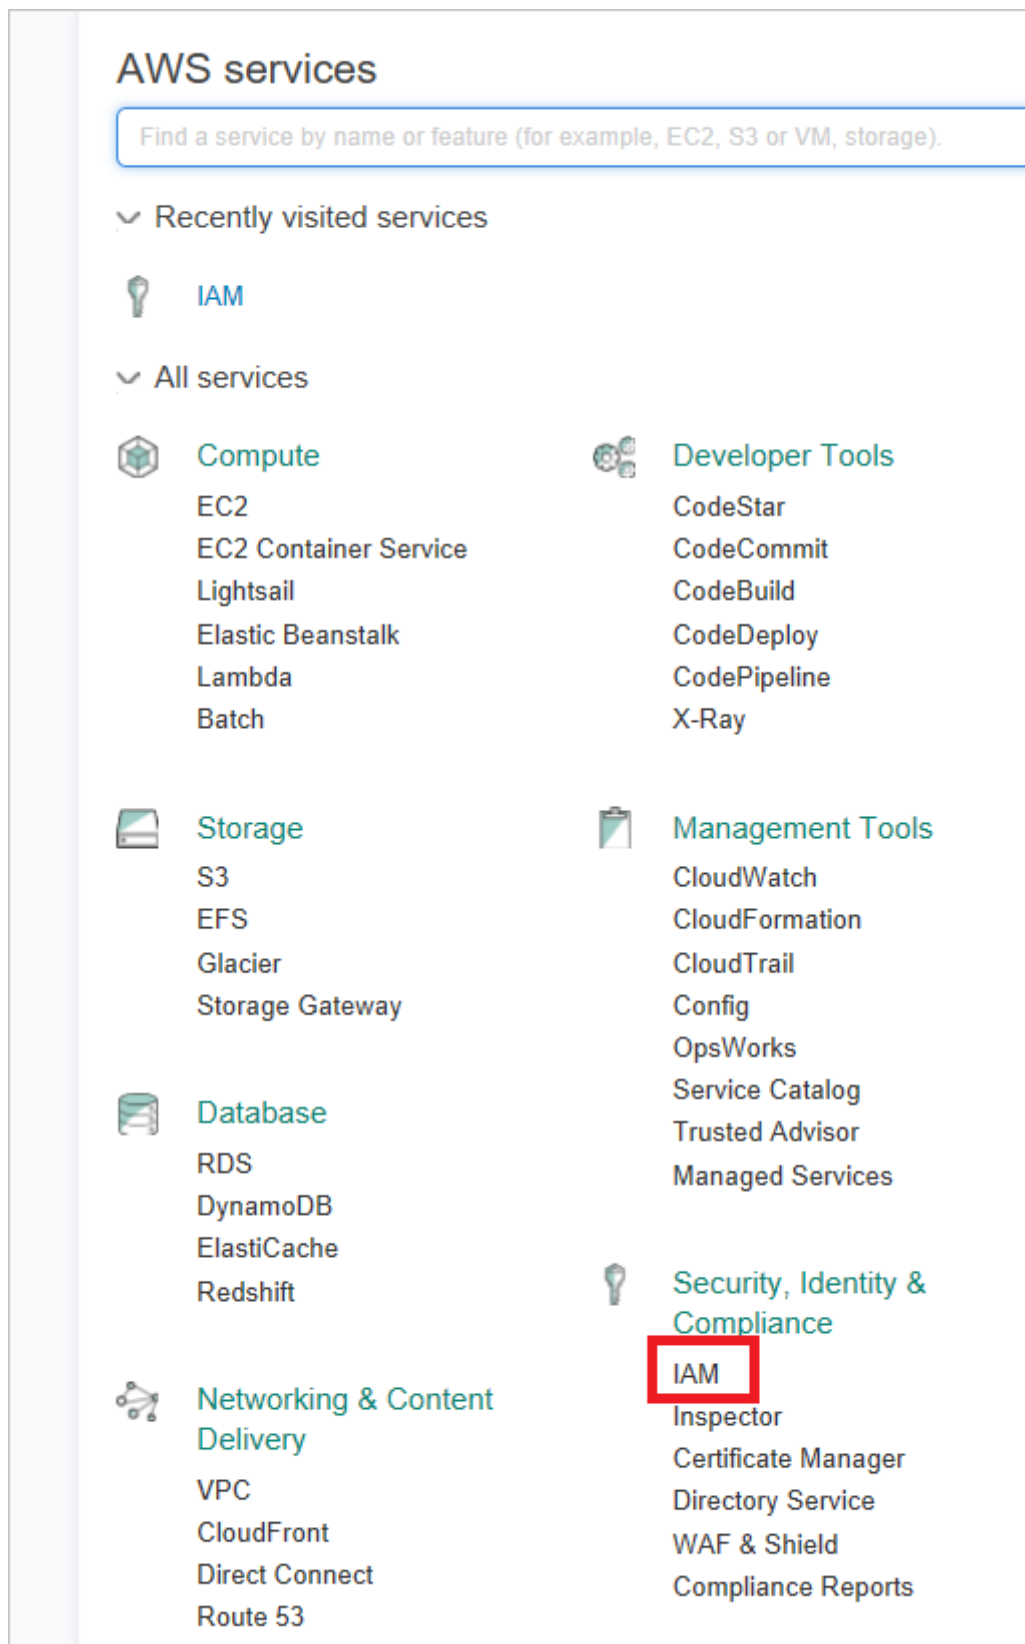 AWS services
Find a service by name or feature (for example, EC2, S3 or VM, storage).
Recently visited services
IAM
All services
Compute
EC2
EC2 Container Service
Lightsail
Elastic Beanstalk
Lambda
Batch
Storage
S3
EFS
Glacier
Storage Gateway
Database
RDS
DynamoDB
ElastiCache
Redshift
Networking & Content
Delivery
VPC
CloudFront
Direct Connect
Route 53
Developer Tools
CodeStar
CodeCommit
CodeBuild
CodeDeploy
CodePipeline
X-Ray
Management Tools
CloudWatch
CloudFormation
CloudTrail
Config
OpsWorks
Service Catalog
Trusted Advisor
Managed Services
Security, Identity &
Compliance
IAM
Inspector
Certificate Manager
Directory Service
WAF & Shield
Compliance Reports